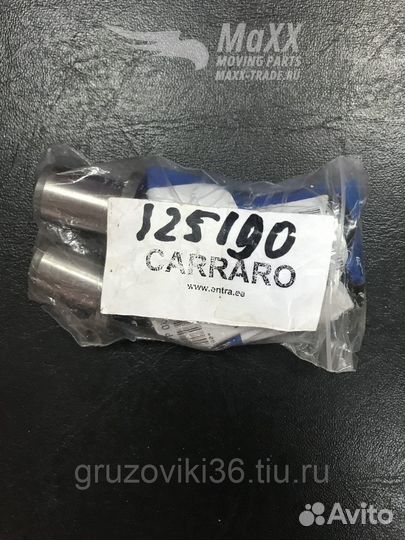 MaXX
MOVING PARTS
MAXX-TRADE.RU
125190
CARRARO
www.ontra.ee
gruzoviki36.tiu.ru
Avito